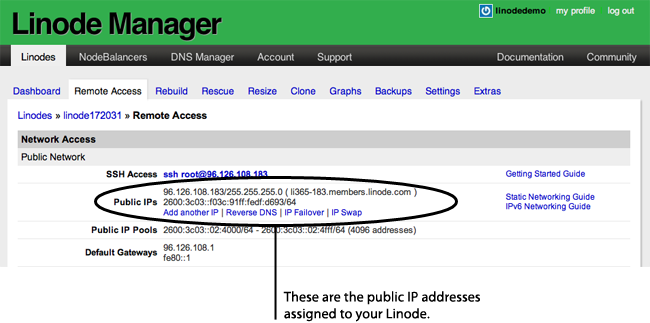 linodedemo my profile log out
Linode Manager
Linodes NodeBalancers DNS Manager Account Support Documentation Community
Dashboard Remote Access Rebuild Rescue Resize Clone Graphs Backups Settings Extras
Linodes » linode172031 » Remote Access
Network Access
Public Network
SSH Access ssh root@96.126.108.183 Getting Started Guide
96.126.108.183/255.255.255.0 ( li365-183.members.linode.com ) Static Networking Guide
Public IPs 2600:3c03::f03c:91ff:fedf:d693/64 IPv6 Networking Guide
Add another IP | Reverse DNS | IP Failover | IP Swap
Public IP Pools 2600:3c03::02:4000/64 - 2600:3c03::02:4fff/64 (4096 addresses)
Default Gateways 96.126.108.1
fe80::1
These are the public IP addresses
assigned to your Linode.